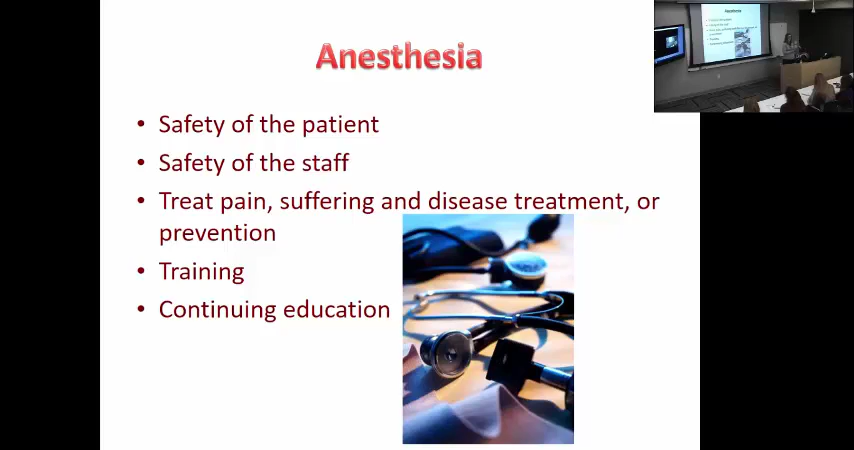 Anesthesia
• Safety of the patient
• Safety of the staff
• Treat pain, suffering and disease treatment, or
prevention
• Training
• Continuing education
Anesthesia